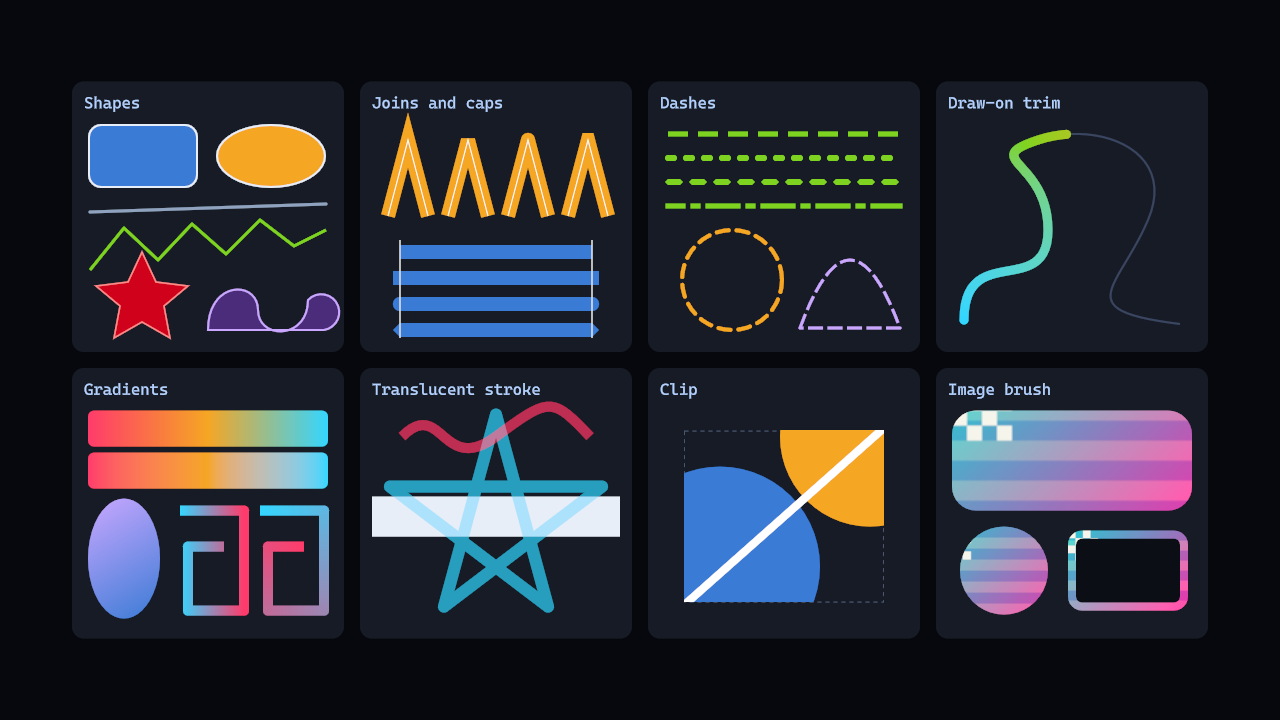 Shapes
Joins and caps
Dashes
Draw-on trim
Gradients
Translucent stroke
Clip
Image brush